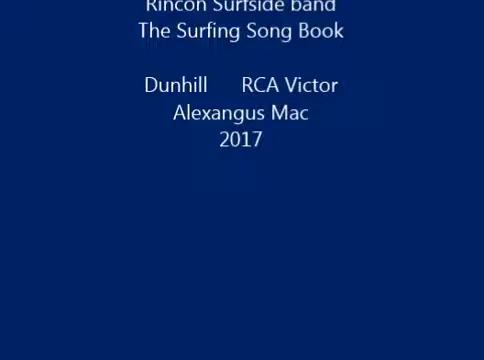 Rincon Surfside band
The Surfing Song Book
Dunhill RCA Victor
Alexangus Mac
2017